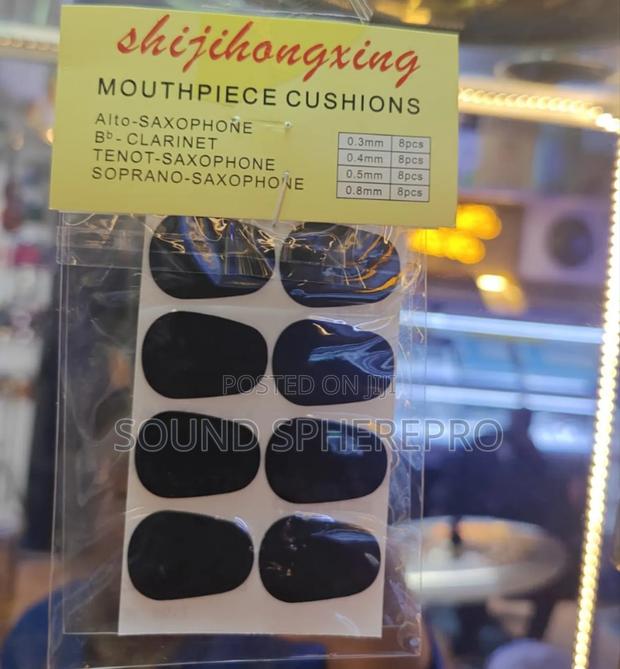 shijihongxing
MOUTHPIECE CUSHIONS
Alto-SAXOPHONE
Bb - CLARINET
TENOT-SAXOPHONE
SOPRANO-SAXOPHONE
0.3mm 8pcs
0.4mm 8pcs
0.5mm 8pcs
0.8mm 8pcs
POSTED ON JIJI
SOUND SPHEREPRO